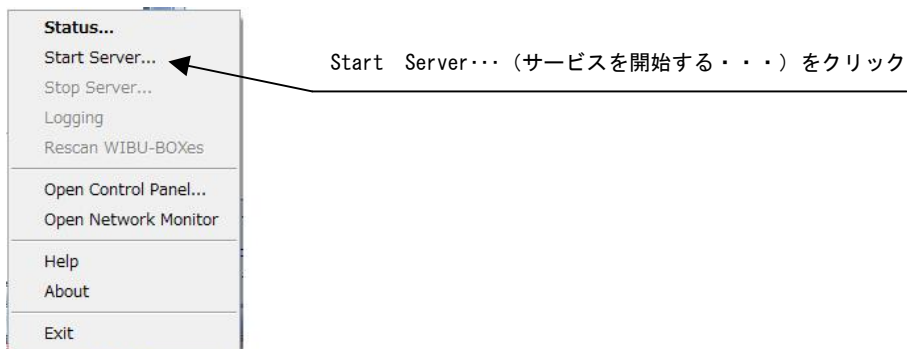 Status...
Start Server...
Start Server･･･（サービスを開始する・・・）をクリック
Stop Server...
Logging
Rescan WIBU-BOXes
Open Control Panel...
Open Network Monitor
Help
About
Exit